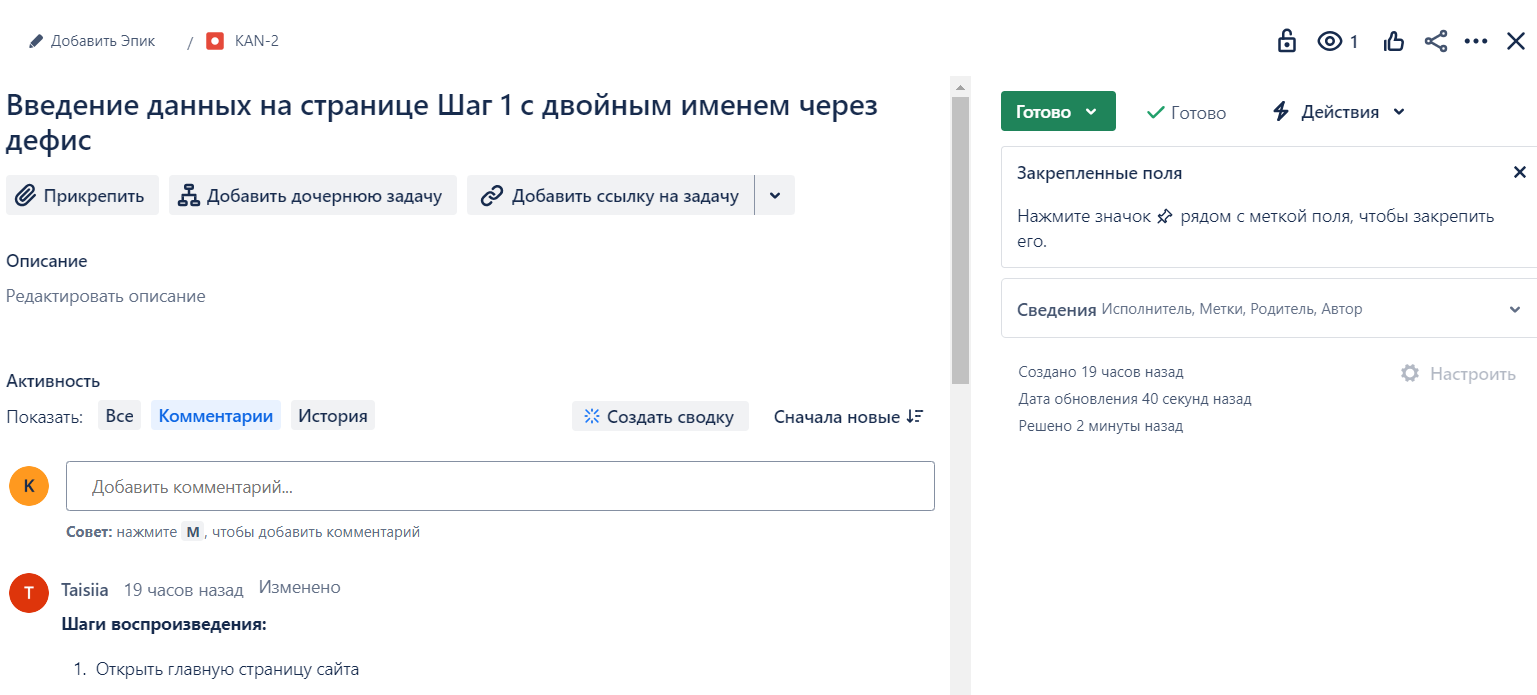 Добавить Эпик / KAN-2
1
Введение данных на странице Шаг 1 с двойным именем через
дефис
Прикрепить Добавить дочернюю задачу Добавить ссылку на задачу
Описание
Редактировать описание
Активность
Показать: Все Комментарии История Создать сводку Сначала новые
K Добавить комментарий...
Совет: нажмите M , чтобы добавить комментарий
T Taisiia 19 часов назад Изменено
Шаги воспроизведения:
1. Открыть главную страницу сайта
Готово Готово Действия
Закрепленные поля
Нажмите значок рядом с меткой поля, чтобы закрепить
его.
Сведения Исполнитель, Метки, Родитель, Автор
Создано 19 часов назад Настроить
Дата обновления 40 секунд назад
Решено 2 минуты назад